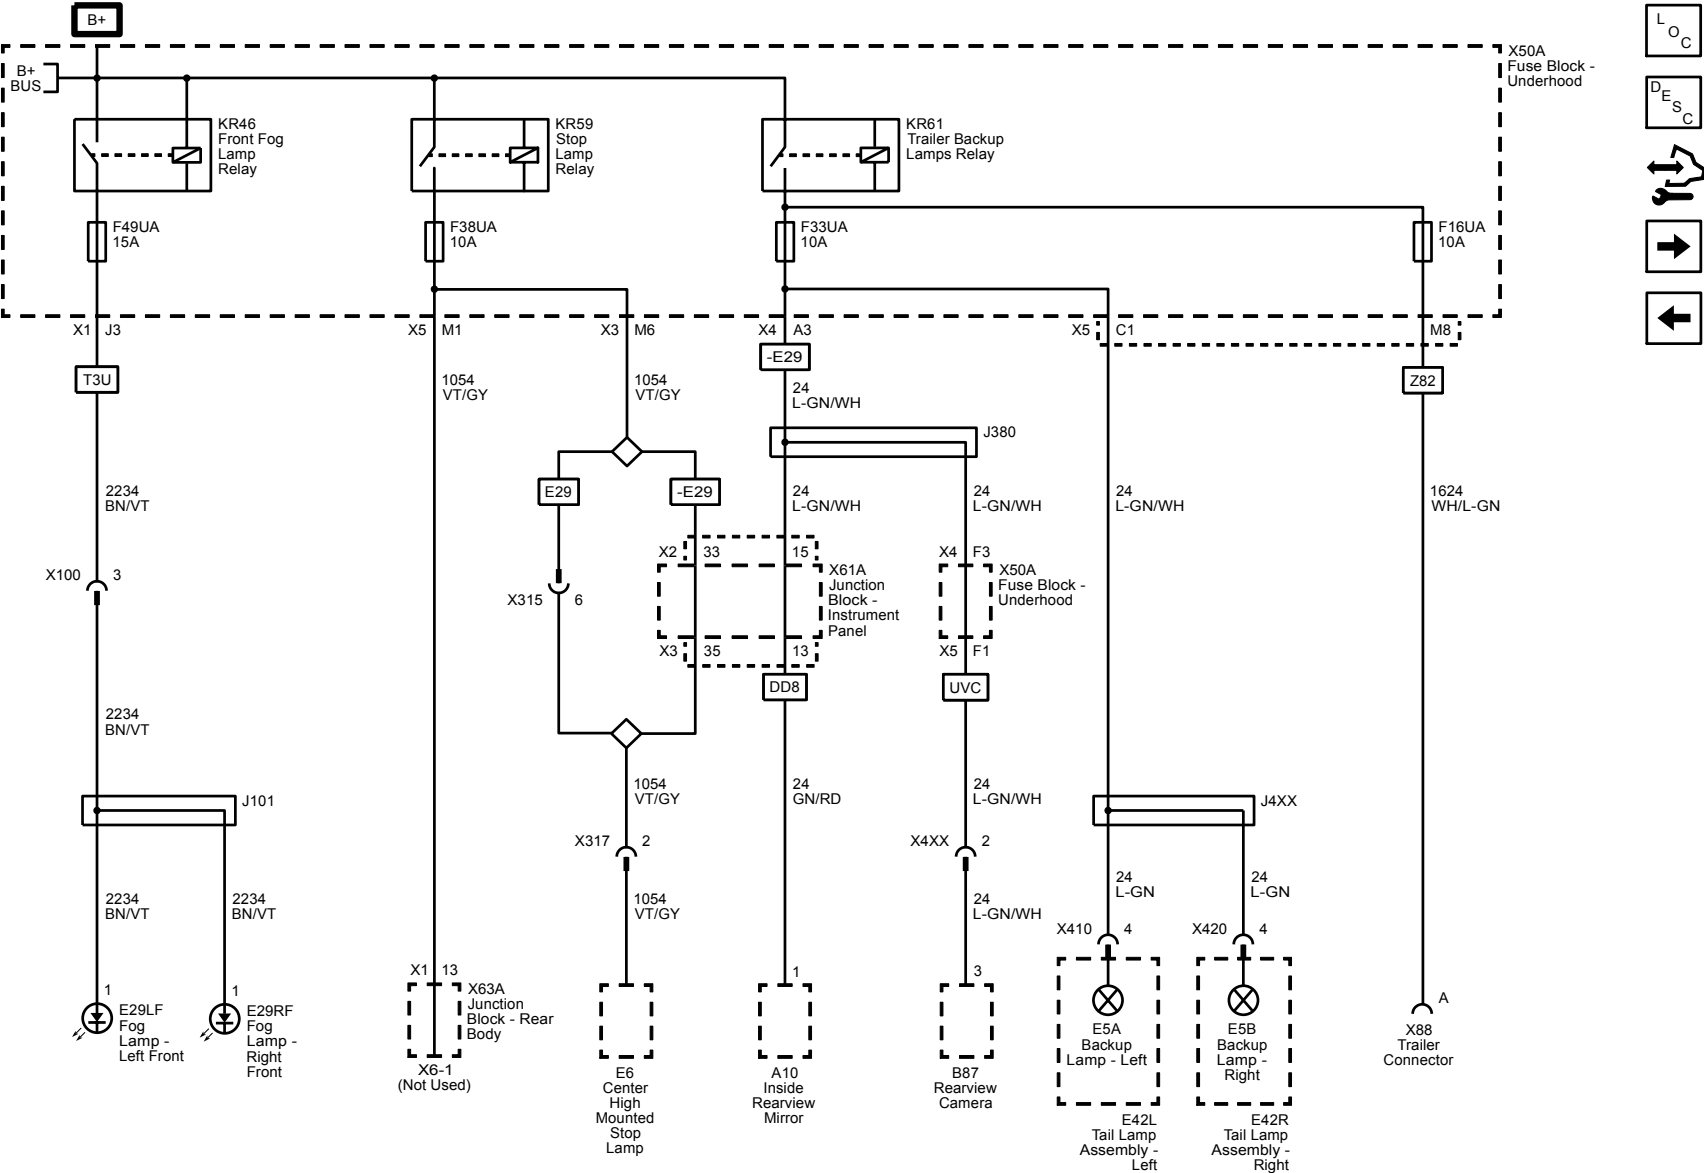 B+
B+
BUS
X50A
Fuse Block -
Underhood
L
O
C
D
E
S
C
KR46
Front Fog
Lamp
Relay
KR59
Stop
Lamp
Relay
KR61
Trailer Backup
Lamps Relay
F49UA
15A
F38UA
10A
F33UA
10A
F16UA
10A
X1 J3
X5 M1
X3 M6
X4 A3
X5 C1
M8
T3U
-E29
Z82
1054
VT/GY
1054
VT/GY
24
L-GN/WH
J380
E29
-E29
2234
BN/VT
24
L-GN/WH
24
L-GN/WH
24
L-GN/WH
1624
WH/L-GN
X2 33 15
X4 F3
X100 3
X315 6
X61A
Junction
Block -
Instrument
Panel
X50A
Fuse Block -
Underhood
X3 35 13
X5 F1
DD8
UVC
2234
BN/VT
1054
VT/GY
24
GN/RD
24
L-GN/WH
J101
J4XX
X317 2
X4XX 2
2234
BN/VT
2234
BN/VT
1054
VT/GY
24
L-GN/WH
24
L-GN
24
L-GN
X410 4
X420 4
X1 13
1
3
1
1
A
E29LF
Fog
Lamp -
Left Front
E29RF
Fog
Lamp -
Right
Front
X63A
Junction
Block - Rear
Body
X6-1
(Not Used)
E6
Center
High
Mounted
Stop
Lamp
A10
Inside
Rearview
Mirror
B87
Rearview
Camera
E5A
Backup
Lamp - Left
E5B
Backup
Lamp -
Right
X88
Trailer
Connector
E42L
Tail Lamp
Assembly -
Left
E42R
Tail Lamp
Assembly -
Right